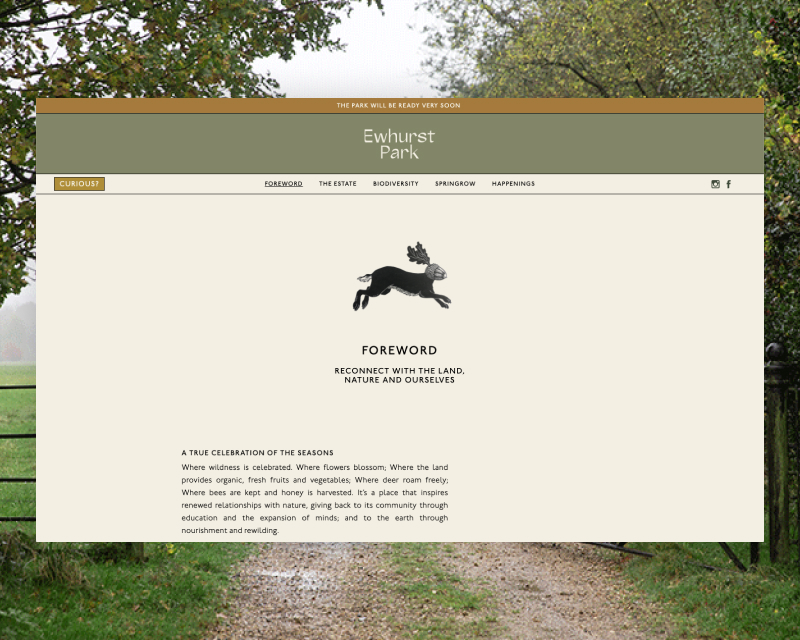 THE PARK WILL BE READY VERY SOON
Ewhurst
Park
CURIOUS?
FOREWORD
THE ESTATE
BIODIVERSITY
SPRINGROW
HAPPENINGS
FOREWORD
RECONNECT WITH THE LAND,
NATURE AND OURSELVES
A TRUE CELEBRATION OF THE SEASONS
Where wildness is celebrated. Where flowers blossom; Where the land
provides organic, fresh fruits and vegetables; Where deer roam freely;
Where bees are kept and honey is harvested. It's a place that inspires
renewed relationships with nature, giving back to its community through
education and the expansion of minds; and to the earth through
nourishment and rewilding.